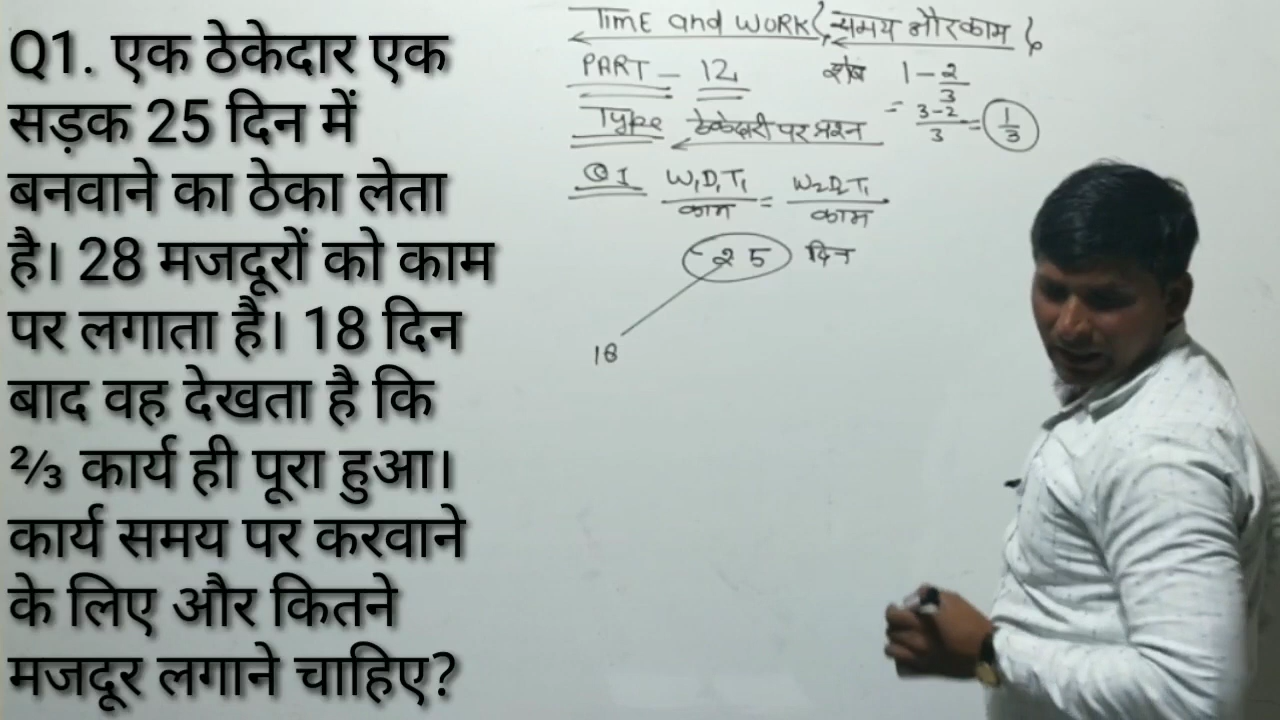 Q1. एक ठेकेदार एक
सड़क 25 दिन में
बनवाने का ठेका लेता
है। 28 मजदूरों को काम
पर लगाता है। 18 दिन
बाद वह देखता है कि
⅔ कार्य ही पूरा हुआ।
कार्य समय पर करवाने
के लिए और कितने
मजदूर लगाने चाहिए?
TIME and WORK (समय और काम)
PART - 12
शेष 1 - 2/3
= 3-2/3 = 1/3
Type ठेकेदारी पर प्रश्न
Q1 W₁D₁T₁/काम = W₂D₂T₁/काम
25 दिन
18